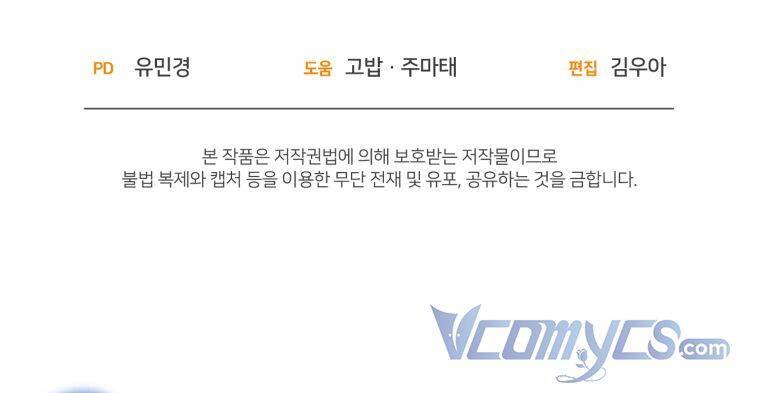 PD 유민경 도움 고밥 · 주마태 편집 김우아
본 작품은 저작권법에 의해 보호받는 저작물이므로
불법 복제와 캡처 등을 이용한 무단 전재 및 유포, 공유하는 것을 금합니다.
Vcomycs.com